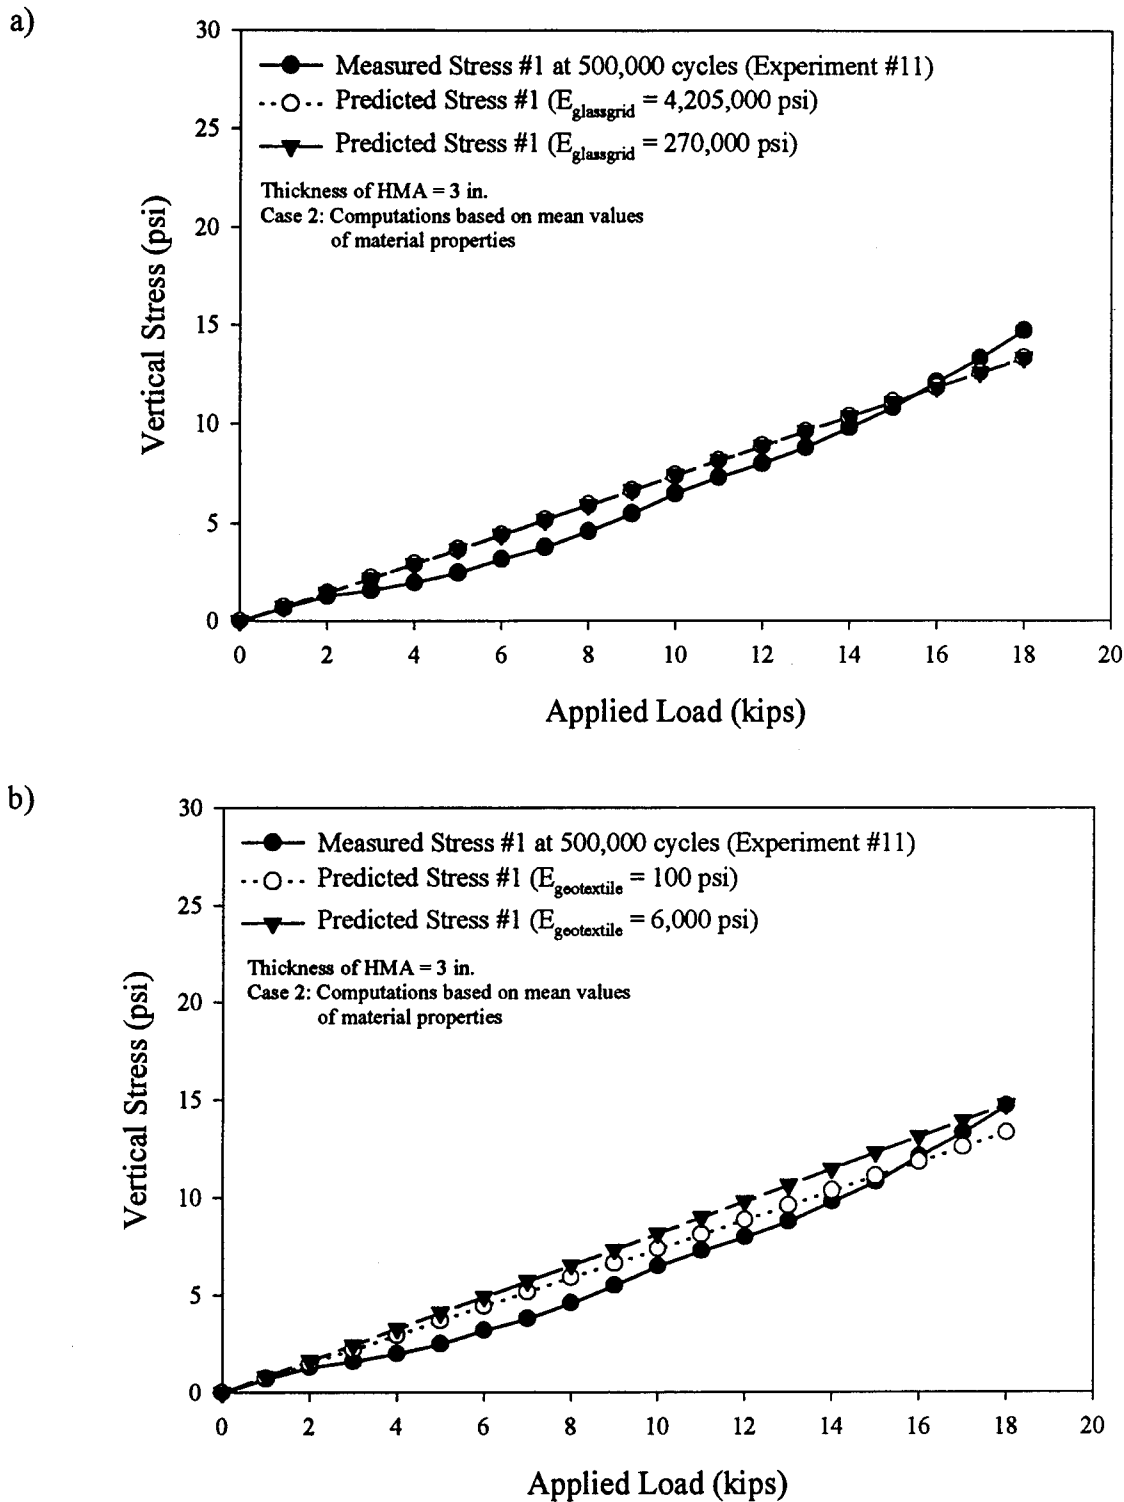 a)
30
25
20
15
10
5
0
Vertical Stress (psi)
Measured Stress #1 at 500,000 cycles (Experiment #11)
Predicted Stress #1 (Eglassgrid = 4,205,000 psi)
Predicted Stress #1 (Eglassgrid = 270,000 psi)
Thickness of HMA = 3 in.
Case 2: Computations based on mean values
of material properties
0 2 4 6 8 10 12 14 16 18 20
Applied Load (kips)
b)
30
25
20
15
10
5
0
Vertical Stress (psi)
Measured Stress #1 at 500,000 cycles (Experiment #11)
Predicted Stress #1 (Egeotextile = 100 psi)
Predicted Stress #1 (Egeotextile = 6,000 psi)
Thickness of HMA = 3 in.
Case 2: Computations based on mean values
of material properties
0 2 4 6 8 10 12 14 16 18 20
Applied Load (kips)